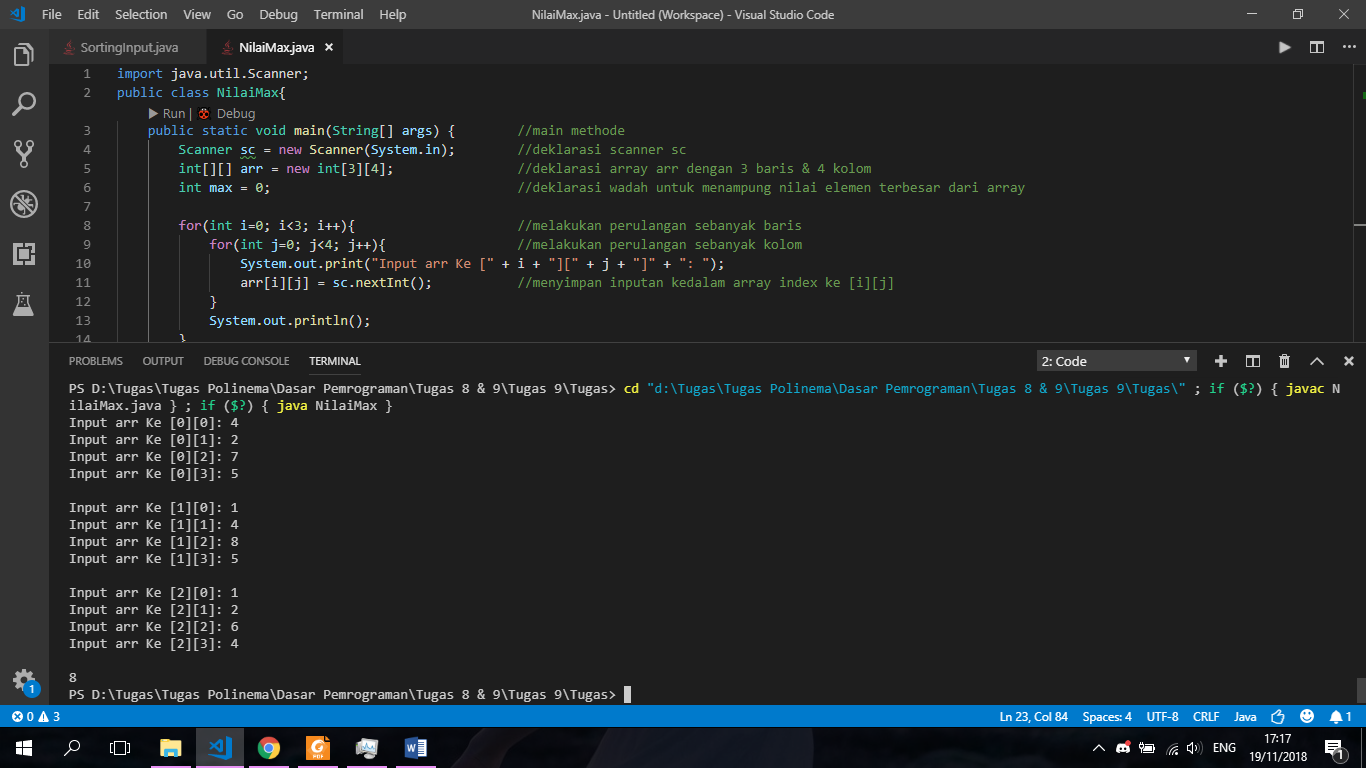 File Edit Selection View Go Debug Terminal Help NilaiMax.java - Untitled (Workspace) - Visual Studio Code
SortingInput.java NilaiMax.java
1 import java.util.Scanner;
2 public class NilaiMax{
Run | Debug
3 public static void main(String[] args) { //main methode
4 Scanner sc = new Scanner(System.in); //deklarasi scanner sc
5 int[][] arr = new int[3][4]; //deklarasi array arr dengan 3 baris & 4 kolom
6 int max = 0; //deklarasi wadah untuk menampung nilai elemen terbesar dari array
7
8 for(int i=0; i<3; i++){ //melakukan perulangan sebanyak baris
9 for(int j=0; j<4; j++){ //melakukan perulangan sebanyak kolom
10 System.out.print("Input arr Ke [" + i + "][" + j + "]" + ": ");
11 arr[i][j] = sc.nextInt(); //menyimpan inputan kedalam array index ke [i][j]
12 }
13 System.out.println();
14 }
PROBLEMS OUTPUT DEBUG CONSOLE TERMINAL 2: Code
PS D:\Tugas\Tugas Polinema\Dasar Pemrograman\Tugas 8 & 9\Tugas 9\Tugas> cd "d:\Tugas\Tugas Polinema\Dasar Pemrograman\Tugas 8 & 9\Tugas 9\Tugas\" ; if ($?) { javac N
ilaiMax.java } ; if ($?) { java NilaiMax }
Input arr Ke [0][0]: 4
Input arr Ke [0][1]: 2
Input arr Ke [0][2]: 7
Input arr Ke [0][3]: 5
Input arr Ke [1][0]: 1
Input arr Ke [1][1]: 4
Input arr Ke [1][2]: 8
Input arr Ke [1][3]: 5
Input arr Ke [2][0]: 1
Input arr Ke [2][1]: 2
Input arr Ke [2][2]: 6
Input arr Ke [2][3]: 4
8
PS D:\Tugas\Tugas Polinema\Dasar Pemrograman\Tugas 8 & 9\Tugas 9\Tugas>
1
0 3 Ln 23, Col 84 Spaces: 4 UTF-8 CRLF Java 1
PDF W ENG 17:17
19/11/2018 1